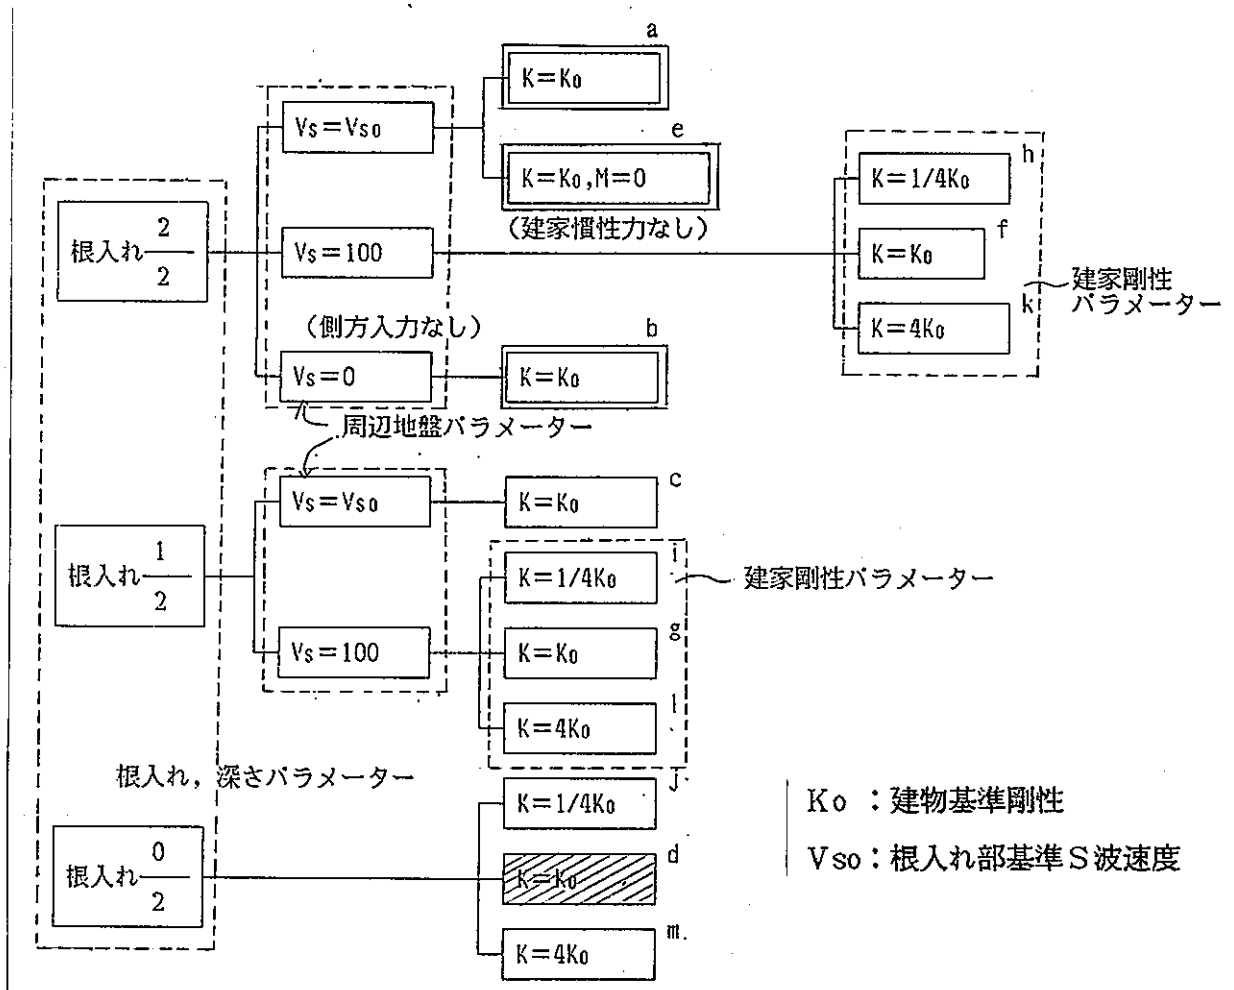 a
K=K0
Vs=Vs0
e
K=K0,M=0
(建家慣性力なし)
h
K=1/4K0
根入れ 2/2
Vs=100
f
K=K0
建家剛性
パラメーター
k
K=4K0
(側方入力なし)
b
Vs=0
K=K0
周辺地盤パラメーター
c
Vs=Vs0
K=K0
i
K=1/4K0
建家剛性パラメーター
根入れ 1/2
g
Vs=100
K=K0
l
K=4K0
根入れ,深さパラメーター
j
K=1/4K0
K0:建物基準剛性
根入れ 0/2
d
K=K0
Vs0:根入れ部基準S波速度
m
K=4K0